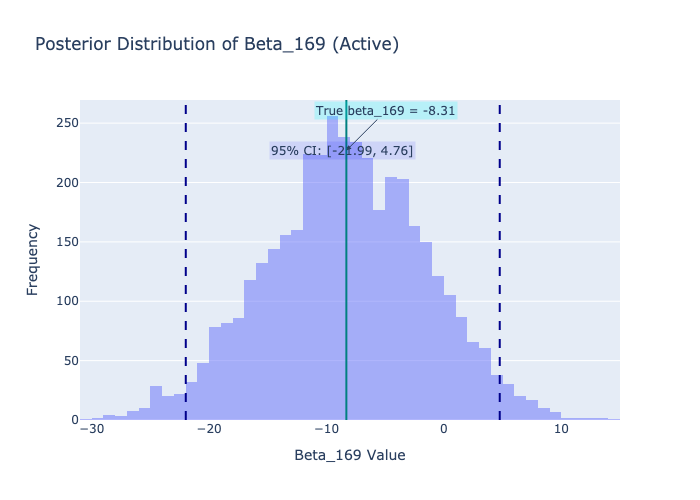 Posterior Distribution of Beta_169 (Active)
True beta_169 = -8.31
95% CI: [-21.99, 4.76]
250
200
150
100
50
0
Frequency
−30
−20
−10
0
10
Beta_169 Value